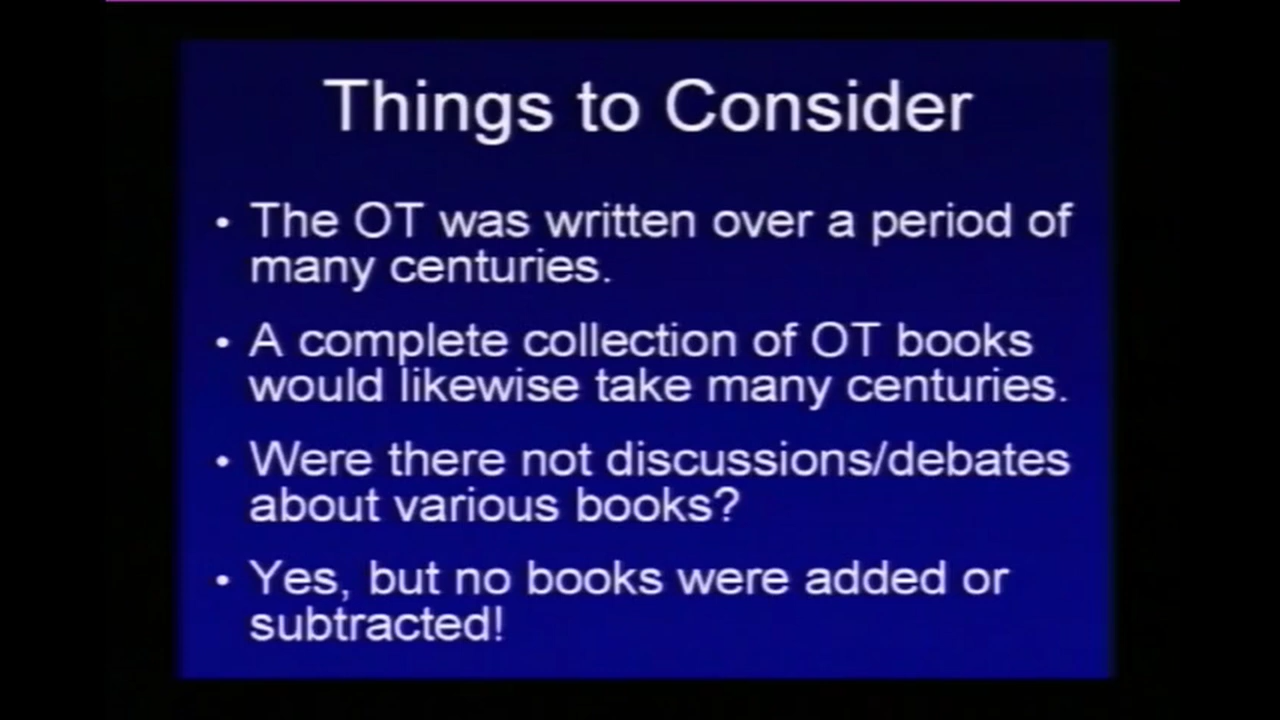 Things to Consider
• The OT was written over a period of
many centuries.
• A complete collection of OT books
would likewise take many centuries.
• Were there not discussions/debates
about various books?
• Yes, but no books were added or
subtracted!